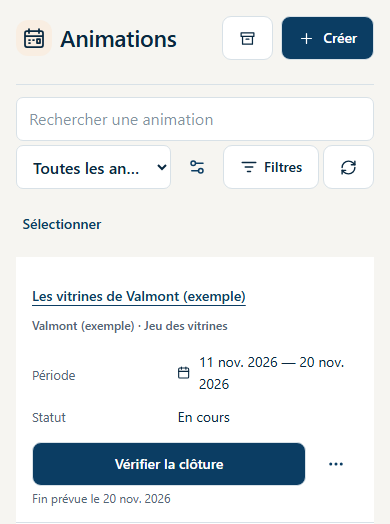 Animations
Créer
Rechercher une animation
Toutes les an...
Filtres
Sélectionner
Les vitrines de Valmont (exemple)
Valmont (exemple) · Jeu des vitrines
Période
11 nov. 2026 — 20 nov.
2026
Statut
En cours
Vérifier la clôture
Fin prévue le 20 nov. 2026